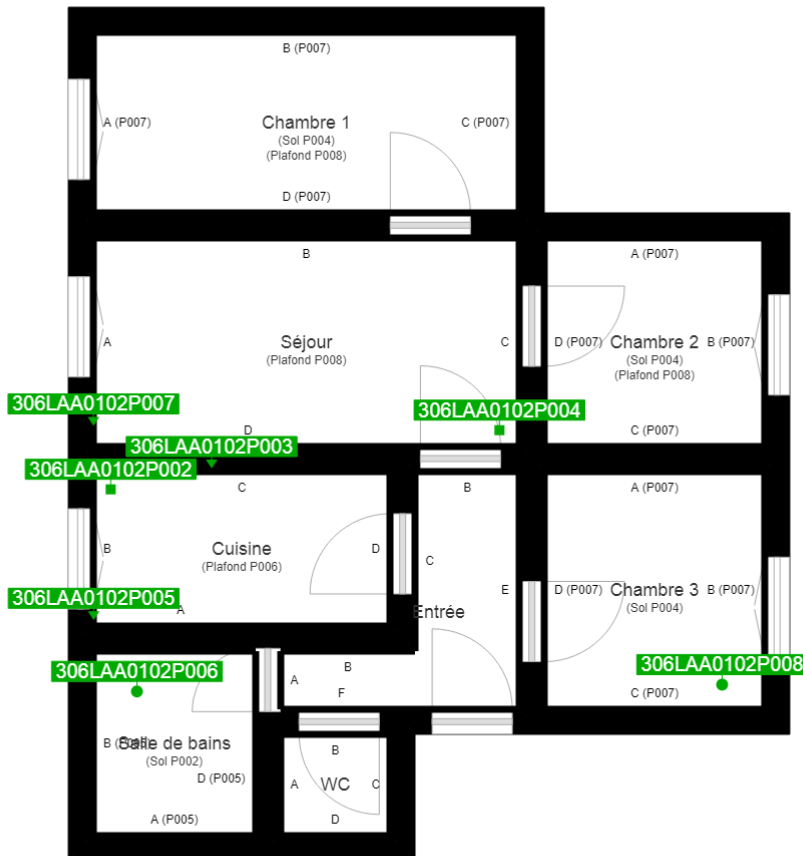 B (P007)
A (P007)
Chambre 1
C (P007)
(Sol P004)
(Plafond P008)
D (P007)
B
A (P007)
A
Séjour
(Plafond P008)
C
D (P007)
Chambre 2
B (P007)
(Sol P004)
(Plafond P008)
306LAA0102P007
306LAA0102P004
D
C (P007)
306LAA0102P003
306LAA0102P002
C
B
A (P007)
B
Cuisine
(Plafond P006)
D
C
E
D (P007)
Chambre 3
B (P007)
(Sol P004)
306LAA0102P005
A
Entrée
306LAA0102P006
B
A
F
306LAA0102P008
C (P007)
B
Salle de bains
(Sol P002)
D (P005)
B
A
WC
C
A (P005)
D